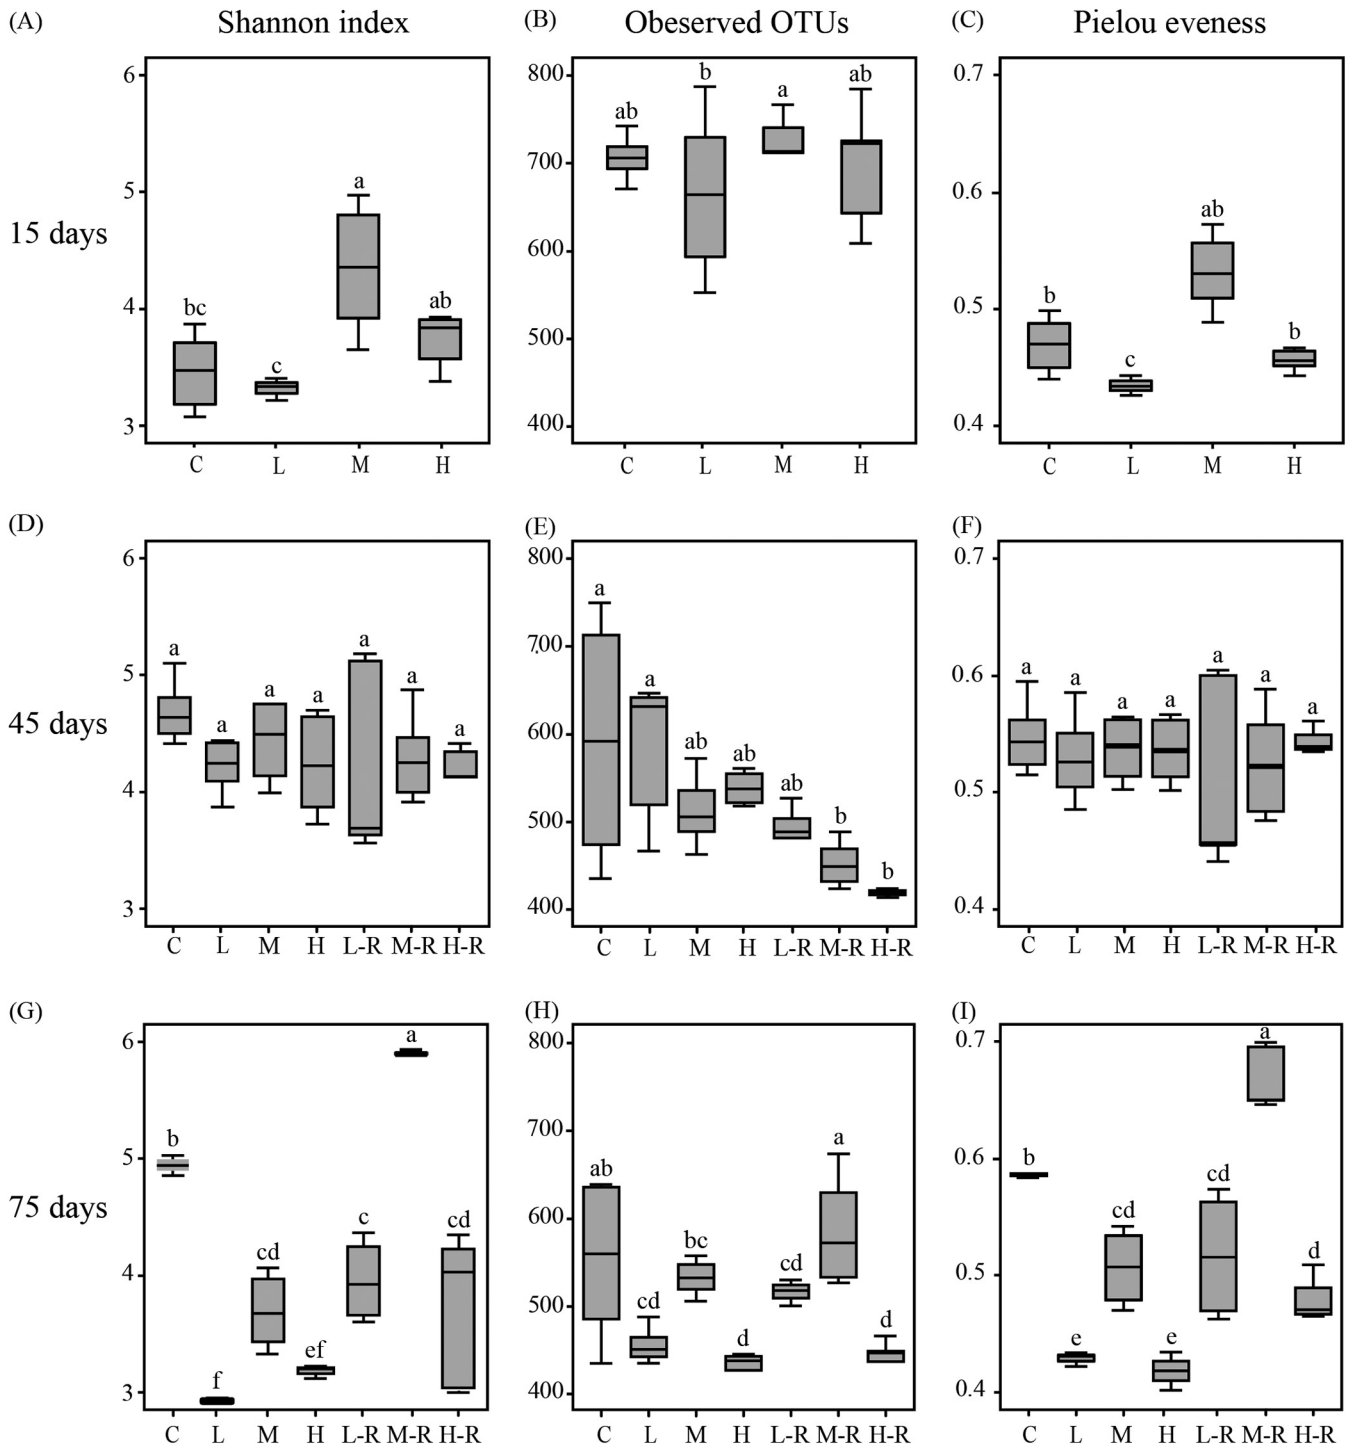 (A) Shannon index (B) Obeserved OTUs (C) Pielou eveness
15 days
6
5
4
3
bc c a ab
C L M H
800
700
600
500
400
ab b a ab
C L M H
0.7
0.6
0.5
0.4
b c ab b
C L M H
(D) (E) (F)
45 days
6
5
4
3
a a a a a a a
C L M H L-R M-R H-R
800
700
600
500
400
a a ab ab ab b b
C L M H L-R M-R H-R
0.7
0.6
0.5
0.4
a a a a a a a
C L M H L-R M-R H-R
(G) (H) (I)
75 days
6
5
4
3
b f cd ef c a cd
C L M H L-R M-R H-R
800
700
600
500
400
ab cd bc d cd a d
C L M H L-R M-R H-R
0.7
0.6
0.5
0.4
b e cd e cd a d
C L M H L-R M-R H-R